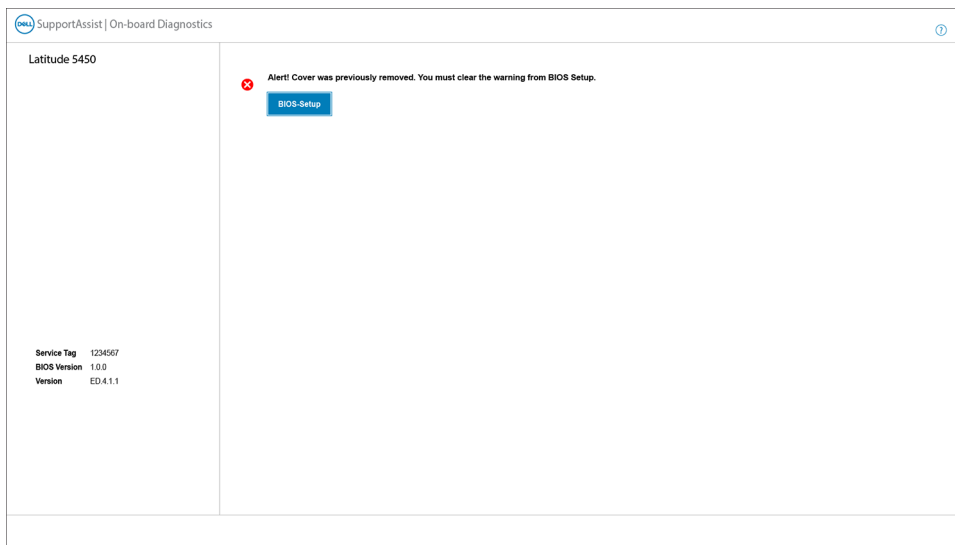 DELL SupportAssist | On-board Diagnostics
?
Latitude 5450
Alert! Cover was previously removed. You must clear the warning from BIOS Setup.
BIOS-Setup
Service Tag 1234567
BIOS Version 1.0.0
Version ED.4.1.1